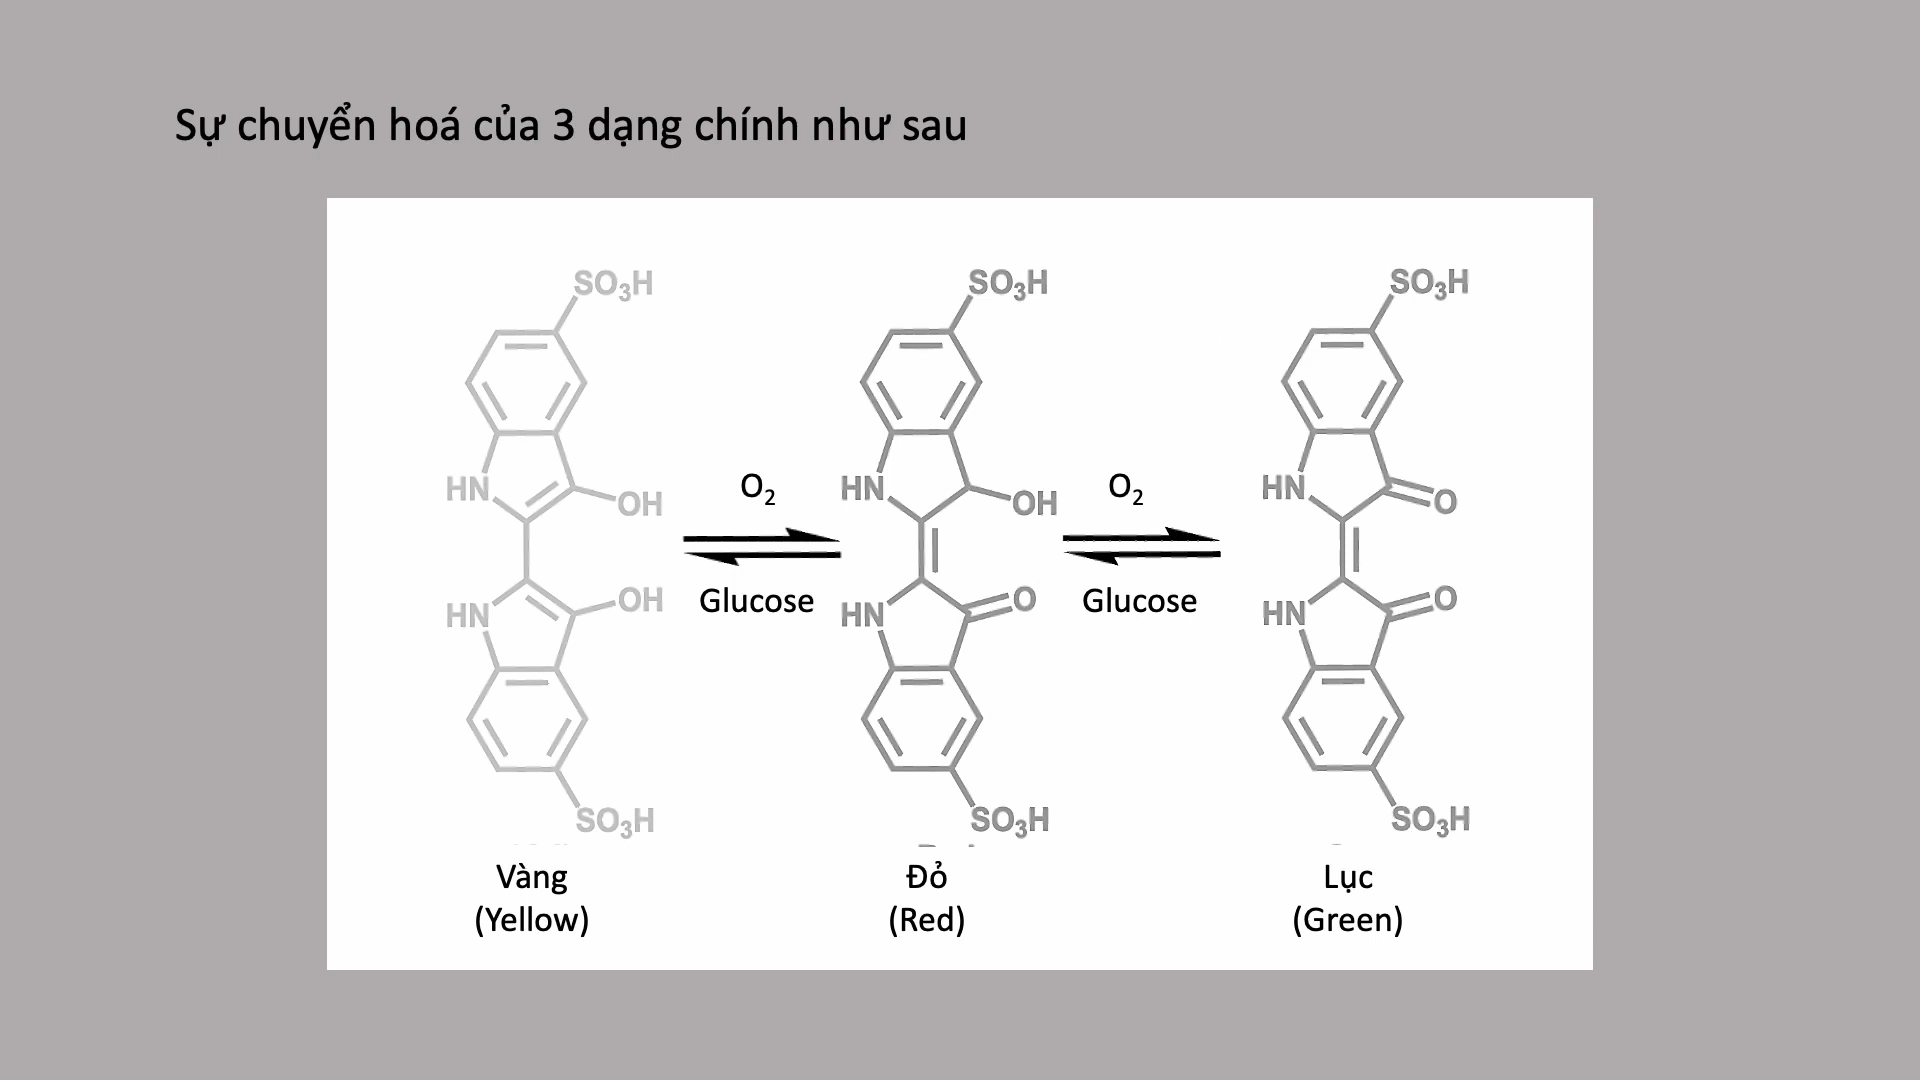 Sự chuyển hoá của 3 dạng chính như sau
SO₃H SO₃H SO₃H
O₂ O₂
HN OH HN OH HN O
Glucose Glucose
HN OH HN O HN O
SO₃H SO₃H SO₃H
Vàng Đỏ Lục
(Yellow) (Red) (Green)